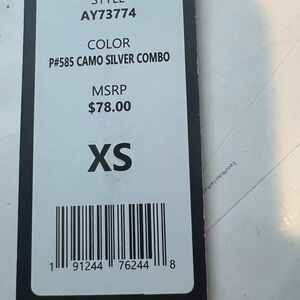 STYLE
AY73774
COLOR
P#585 CAMO SILVER COMBO
MSRP
$78.00
XS
1 91244 76244 8